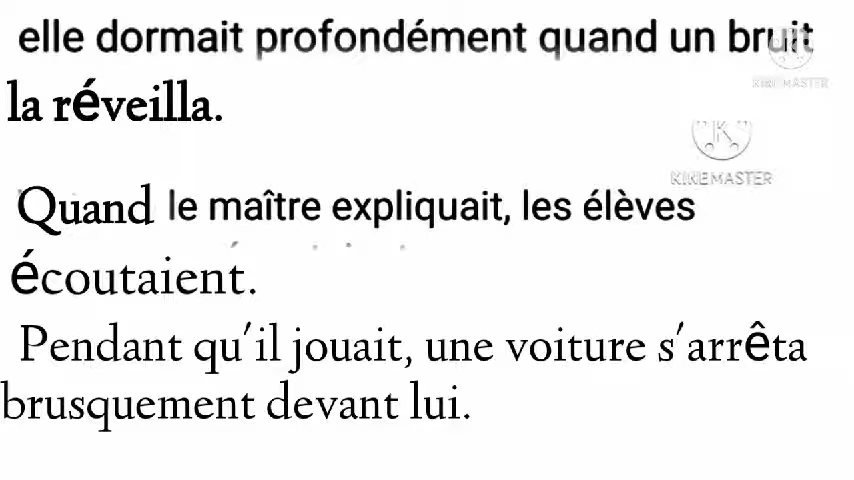 elle dormait profondément quand un bruit
KINEMASTER
la réveilla.
KINEMASTER
Quand le maître expliquait, les élèves
écoutaient.
Pendant qu'il jouait, une voiture s'arrêta
brusquement devant lui.